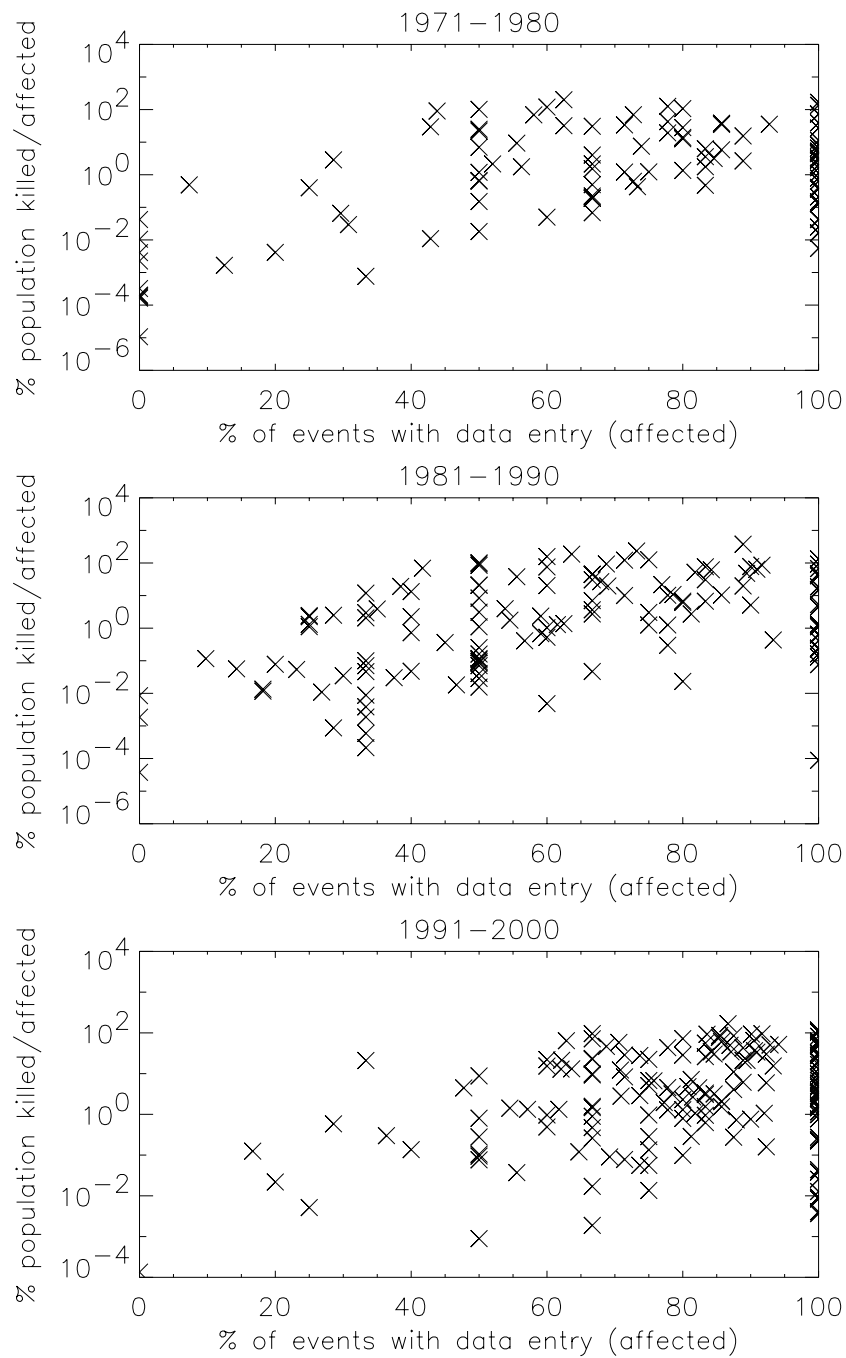 1971−1980
% population killed/affected
10^4
10^2
10^0
10^−2
10^−4
10^−6
0 20 40 60 80 100
% of events with data entry (affected)
1981−1990
% population killed/affected
10^4
10^2
10^0
10^−2
10^−4
10^−6
0 20 40 60 80 100
% of events with data entry (affected)
1991−2000
% population killed/affected
10^4
10^2
10^0
10^−2
10^−4
0 20 40 60 80 100
% of events with data entry (affected)